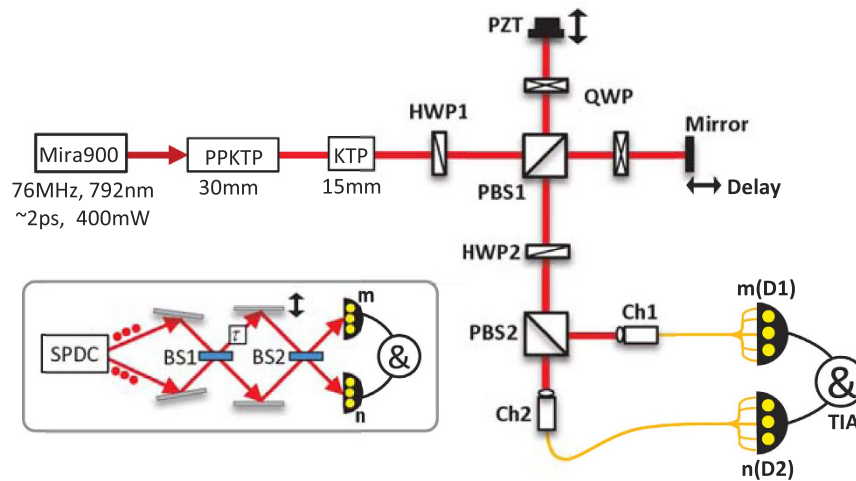 PZT
QWP
HWP1
Mirror
Mira900
PPKTP
KTP
76MHz, 792nm
30mm
15mm
~2ps, 400mW
PBS1
Delay
HWP2
m
m(D1)
Ch1
SPDC
BS1
τ
BS2
&
PBS2
&
n
Ch2
TIA
n(D2)